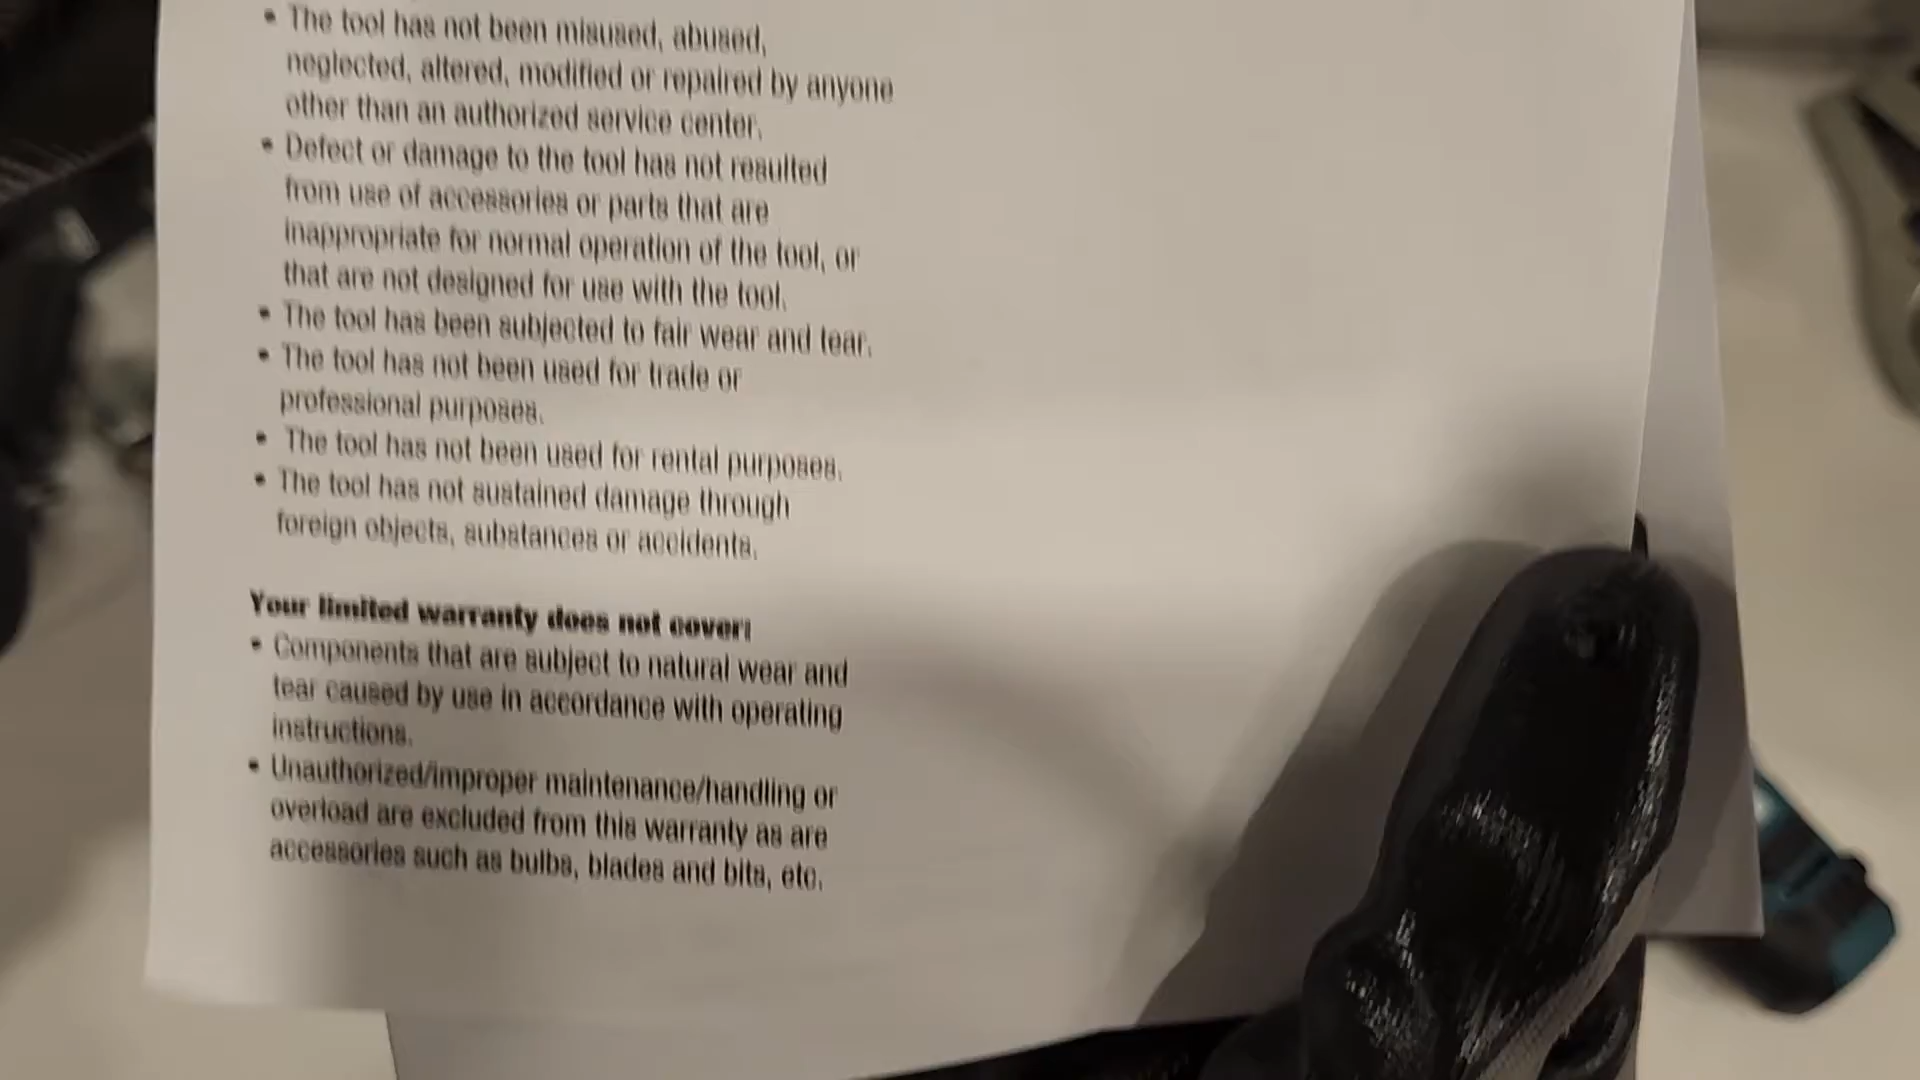 • The tool has not been misused, abused,
neglected, altered, modified or repaired by anyone
other than an authorized service center.
• Defect or damage to the tool has not resulted
from use of accessories or parts that are
inappropriate for normal operation of the tool, or
that are not designed for use with the tool.
• The tool has been subjected to fair wear and tear.
• The tool has not been used for trade or
professional purposes.
• The tool has not been used for rental purposes.
• The tool has not sustained damage through
foreign objects, substances or accidents.
Your limited warranty does not cover:
• Components that are subject to natural wear and
tear caused by use in accordance with operating
instructions.
• Unauthorized/improper maintenance/handling or
overload are excluded from this warranty as are
accessories such as bulbs, blades and bits, etc.